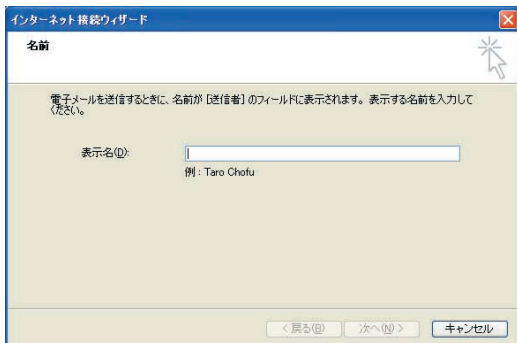 インターネット接続ウィザード
名前
電子メールを送信するときに、名前が [送信者] のフィールドに表示されます。表示する名前を入力して
ください。
表示名(D):
例 : Taro Chofu
< 戻る(B)
次へ(N) >
キャンセル